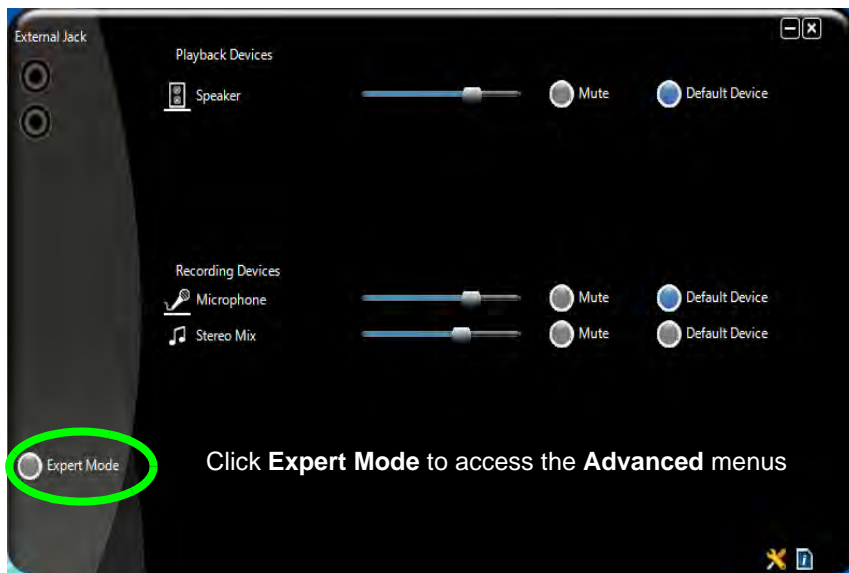 External Jack
Playback Devices
Speaker Mute Default Device
Recording Devices
Microphone Mute Default Device
Stereo Mix Mute Default Device
Expert Mode
Click Expert Mode to access the Advanced menus